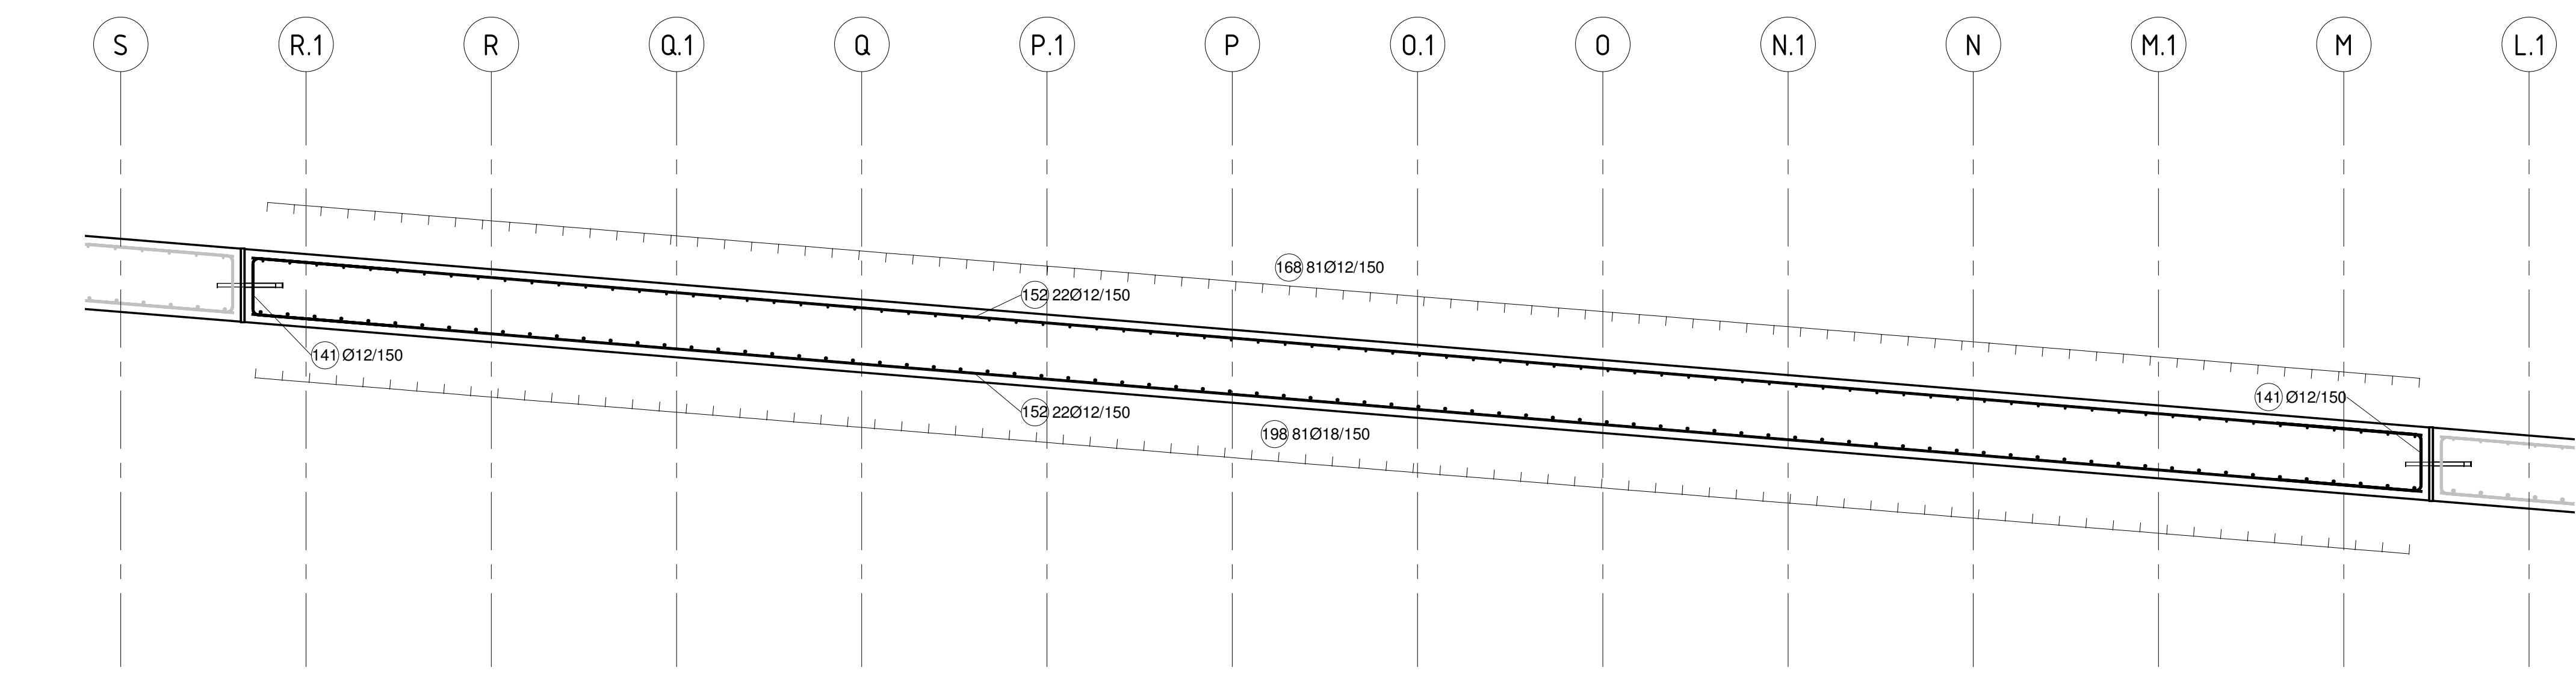 S R.1 R Q.1 Q P.1 P O.1 O N.1 N M.1 M L.1
168 81Ø12/150
152 22Ø12/150
141 Ø12/150
141 Ø12/150
152 22Ø12/150
198 81Ø18/150